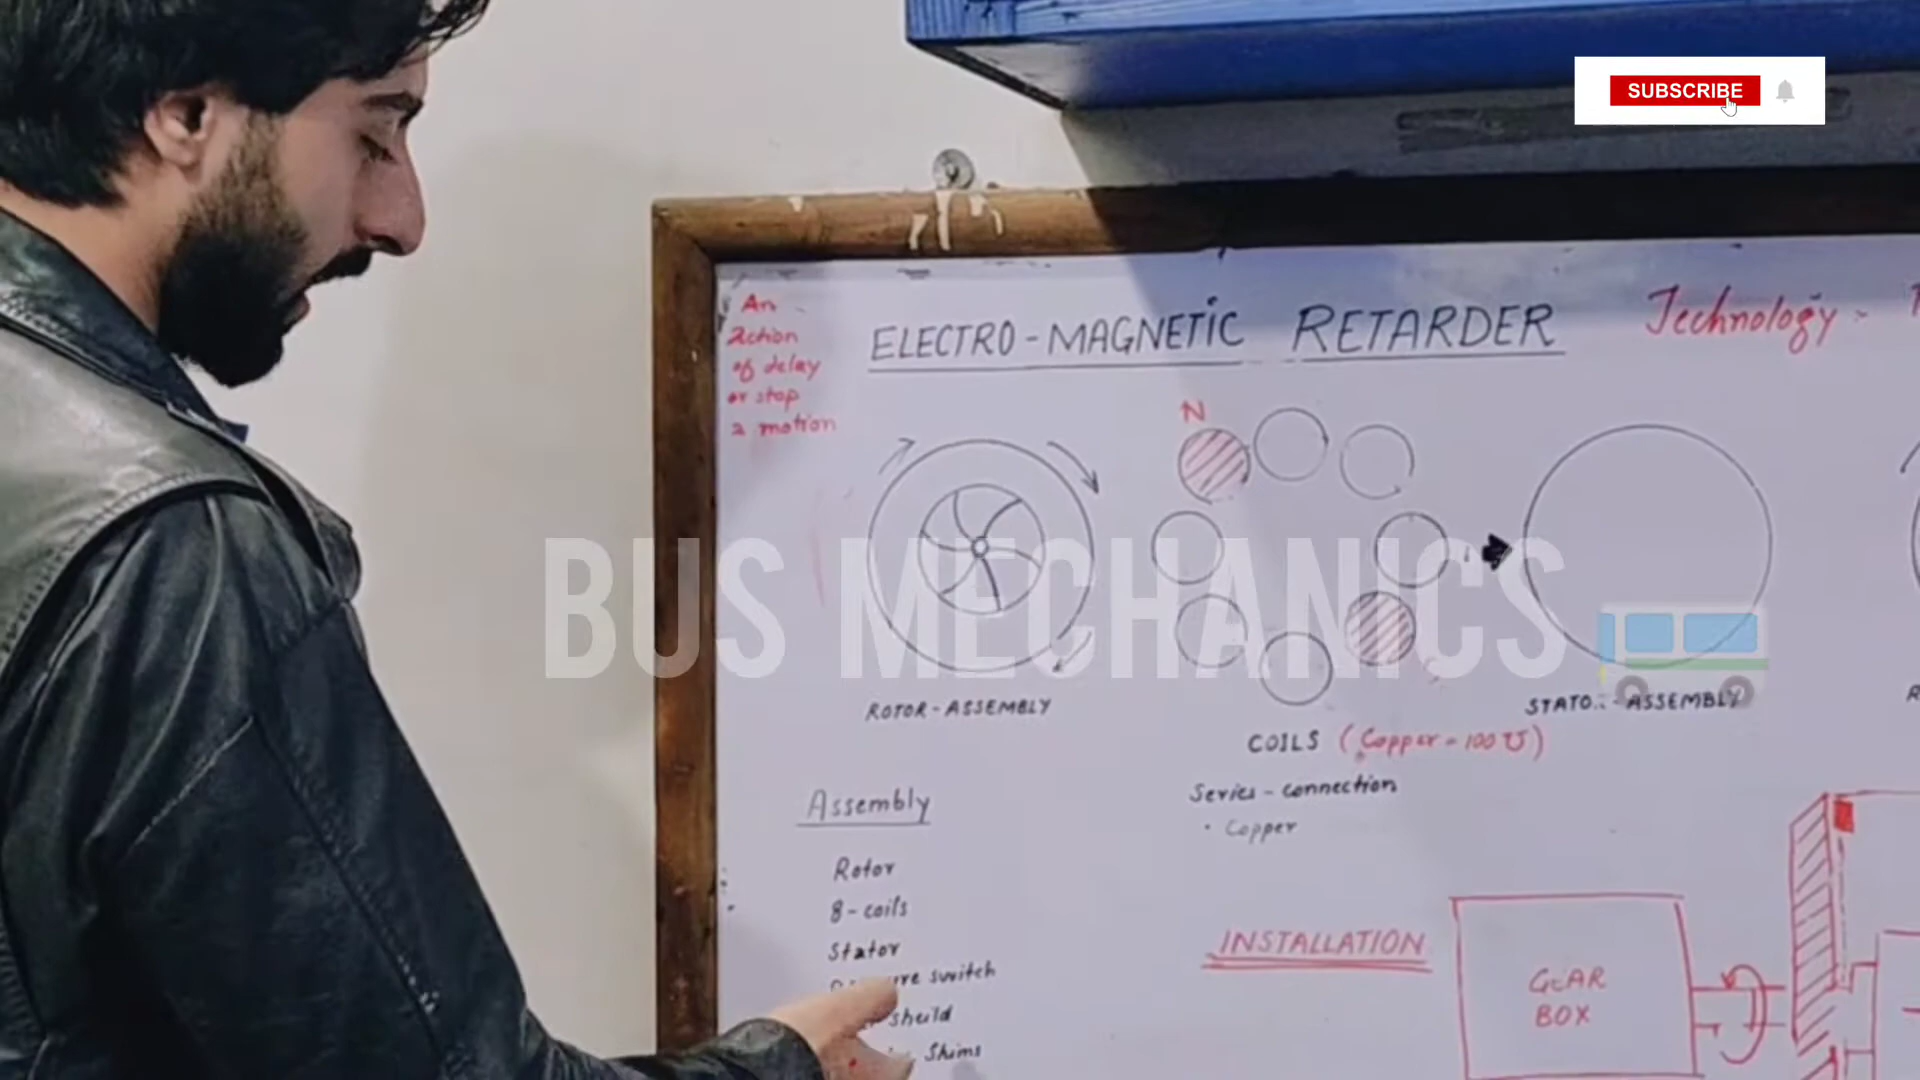 SUBSCRIBE
An
action
of delay
or stop
a motion
ELECTRO-MAGNETIC RETARDER
Technology -
N
BUS MECHANICS
ROTOR-ASSEMBLY
ASSEMBLY
COILS (Copper - 100 ℧)
Series-connection
• Copper
Assembly
Rotor
8-coils
Stator
switch
sheild
Shims
INSTALLATION
GEAR
BOX